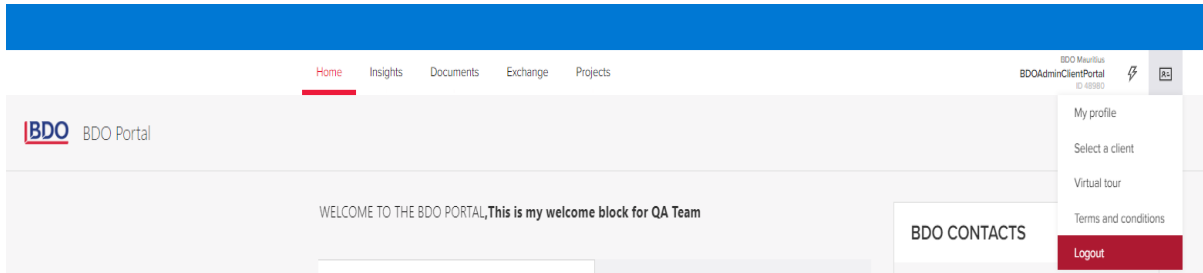 BDO Mauritius
Home Insights Documents Exchange Projects
BDOAdminClientPortal
ID 48980
My profile
BDO BDO Portal
Select a client
Virtual tour
WELCOME TO THE BDO PORTAL,This is my welcome block for QA Team
Terms and conditions
BDO CONTACTS
Logout